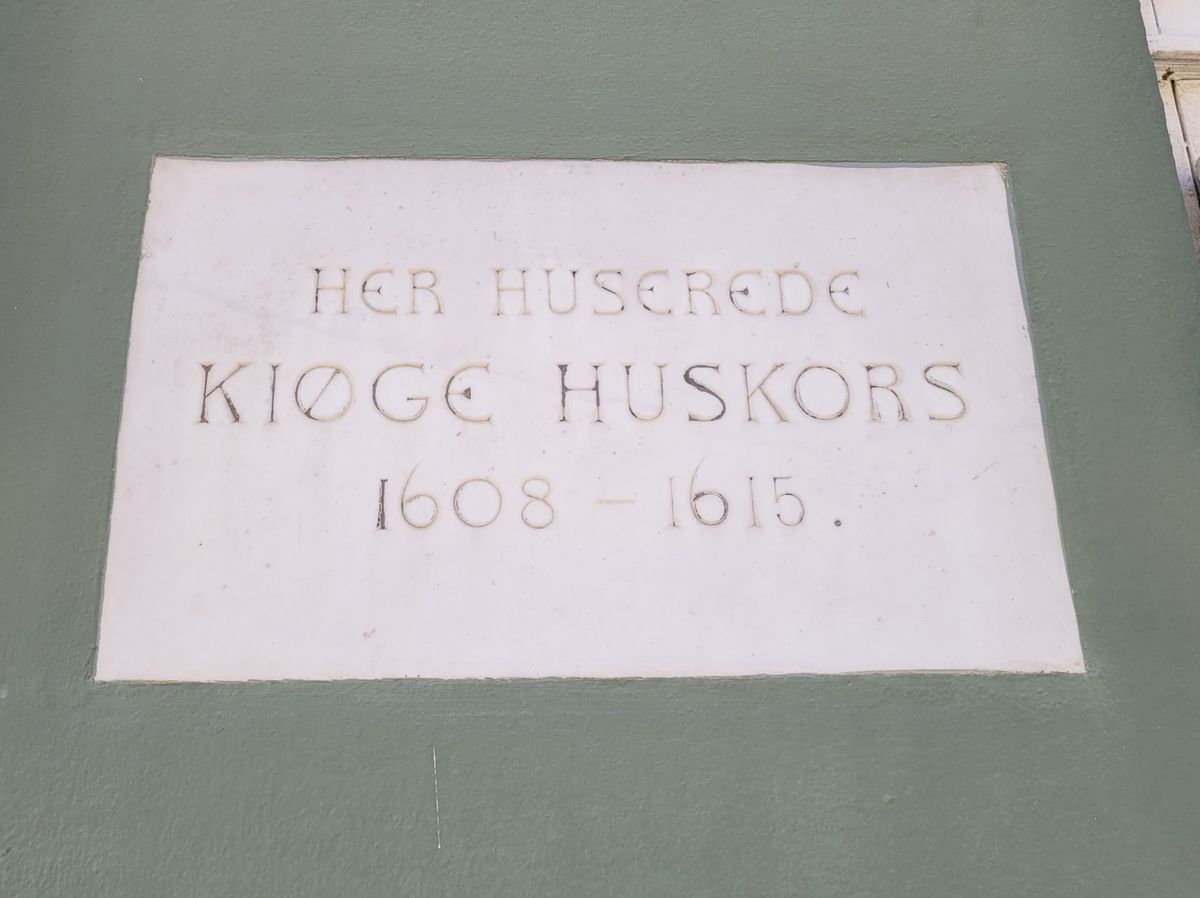 HER HUSEREDE
KIØGE HUSKORS
1608 – 1615.